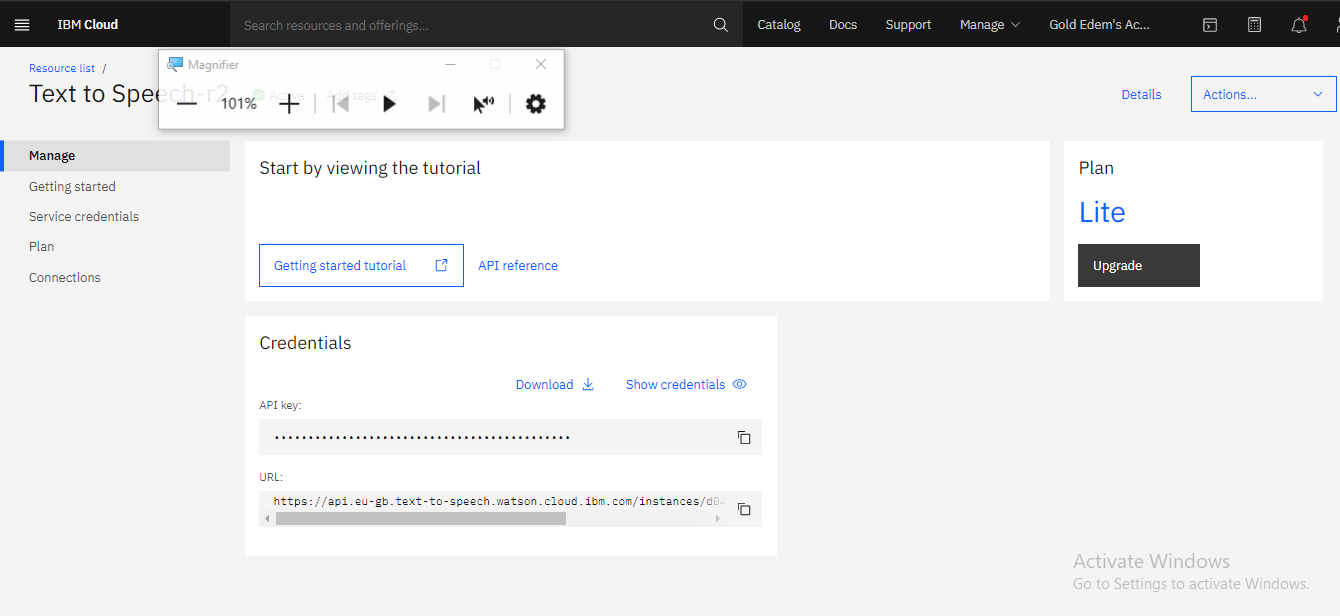 IBM Cloud
Search resources and offerings...
Catalog
Docs
Support
Manage
Gold Edem's Ac...
Resource list /
Text to Speech-r2
Active
Add tags
Magnifier
101%
Details
Actions...
Manage
Getting started
Service credentials
Plan
Connections
Start by viewing the tutorial
Getting started tutorial
API reference
Plan
Lite
Upgrade
Credentials
Download
Show credentials
API key:
••••••••••••••••••••••••••••••••••••••••••••
URL:
https://api.eu-gb.text-to-speech.watson.cloud.ibm.com/instances/d04
Activate Windows
Go to Settings to activate Windows.